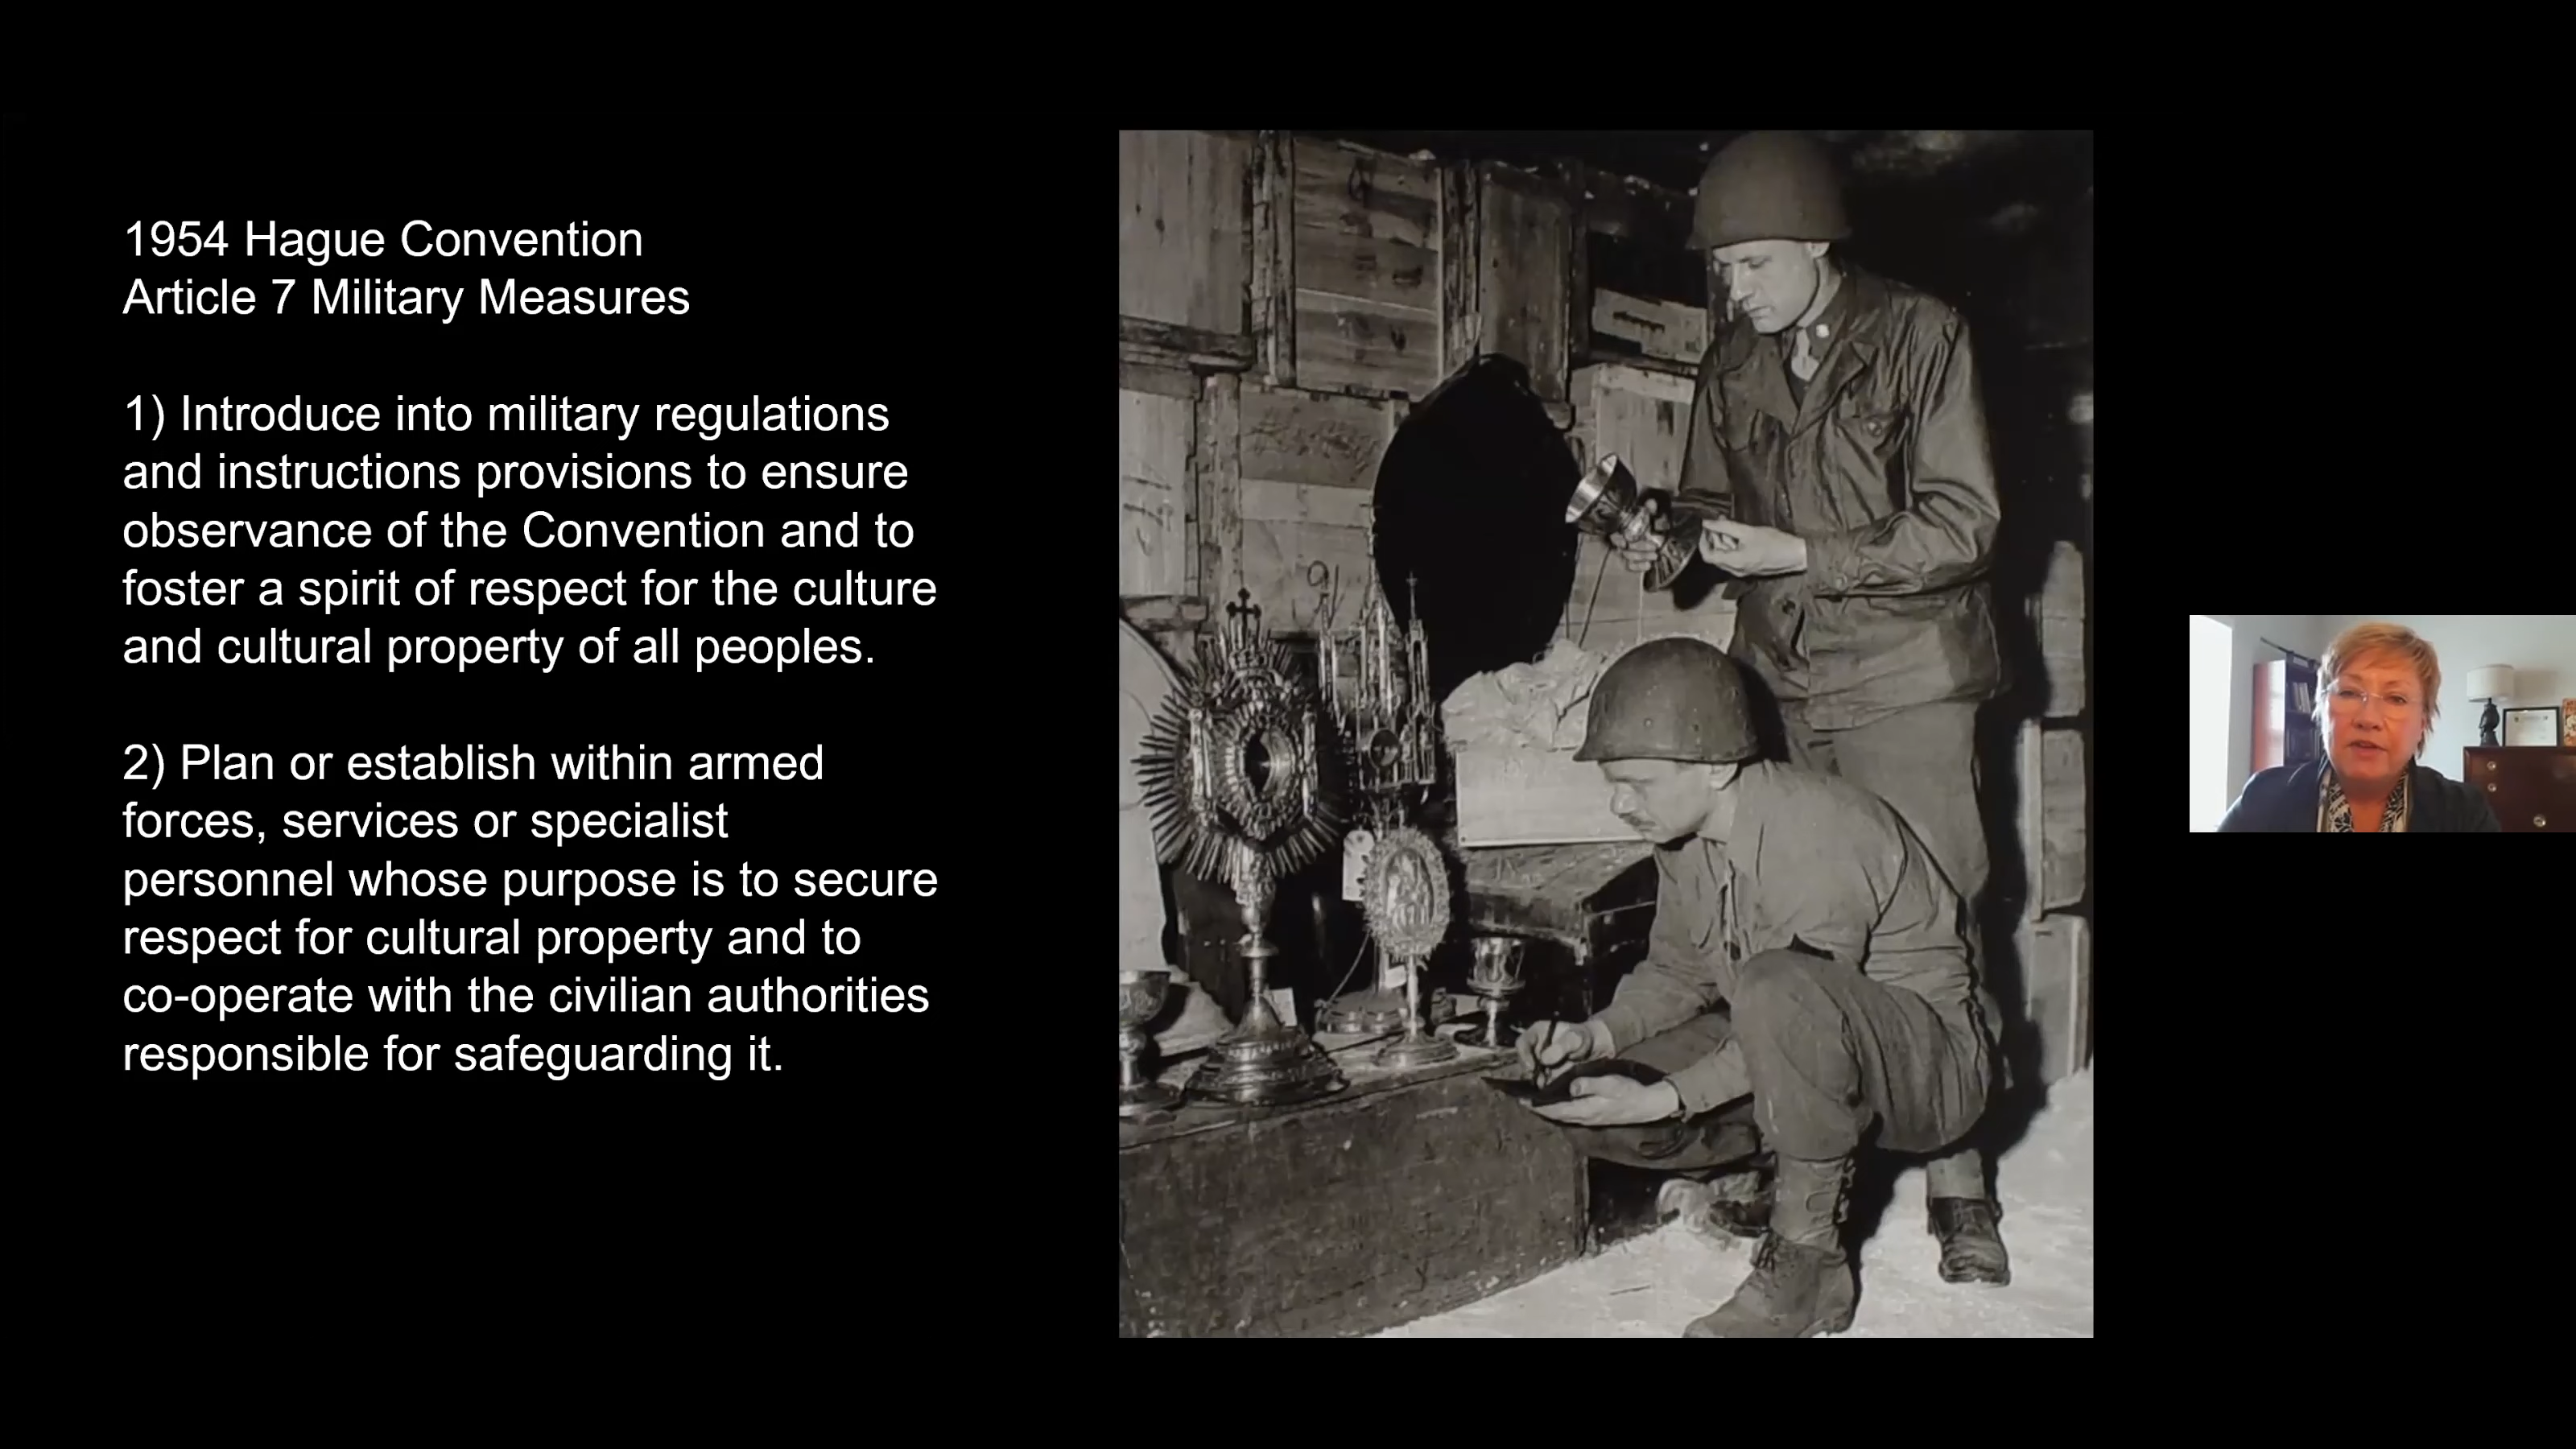 1954 Hague Convention
Article 7 Military Measures
1) Introduce into military regulations
and instructions provisions to ensure
observance of the Convention and to
foster a spirit of respect for the culture
and cultural property of all peoples.
2) Plan or establish within armed
forces, services or specialist
personnel whose purpose is to secure
respect for cultural property and to
co-operate with the civilian authorities
responsible for safeguarding it.